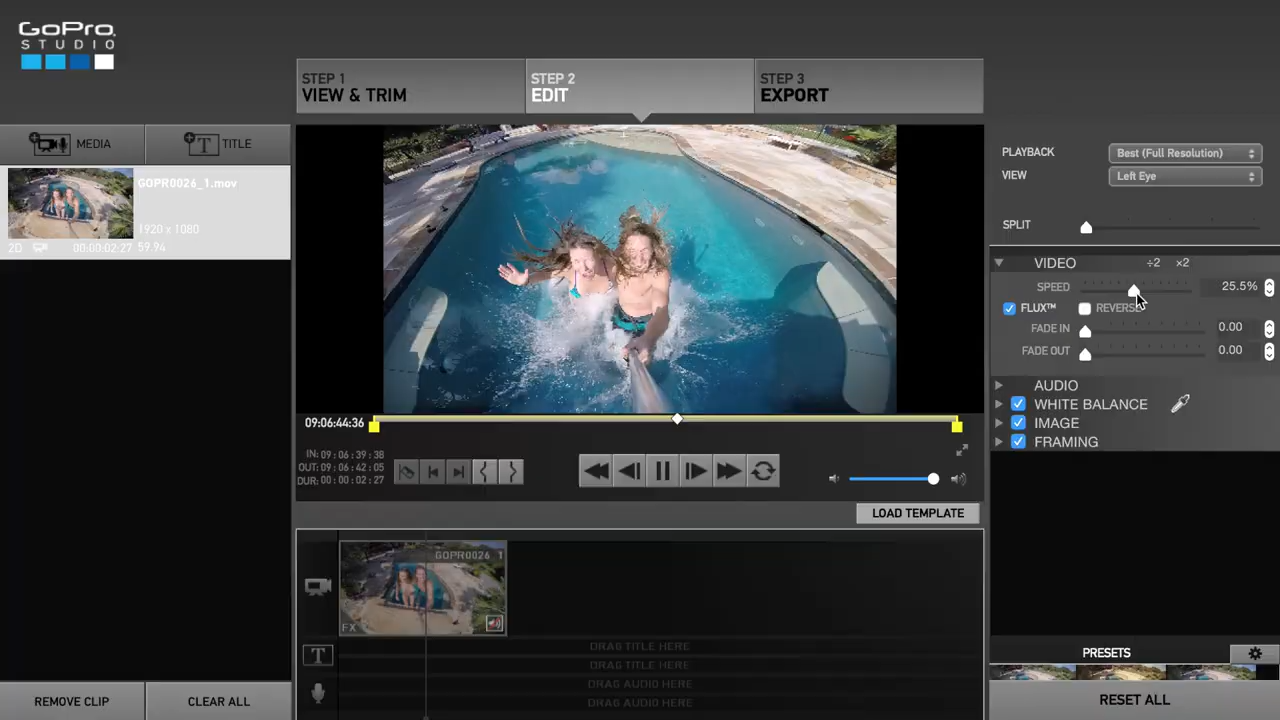 GoPro
STUDIO
STEP 1
VIEW & TRIM
STEP 2
EDIT
STEP 3
EXPORT
MEDIA
TITLE
GOPR0026_1.mov
1920 x 1080
2D 00:00:02:27 59.94
PLAYBACK Best (Full Resolution)
VIEW Left Eye
SPLIT
VIDEO ÷2 x2
SPEED 25.5%
FLUX™ REVERSE
FADE IN 0.00
FADE OUT 0.00
AUDIO
WHITE BALANCE
IMAGE
FRAMING
09:06:44:36
IN: 09:06:39:38
OUT: 09:06:42:05
DUR: 00:00:02:27
LOAD TEMPLATE
GOPR0026_1
FX
T
DRAG TITLE HERE
DRAG TITLE HERE
DRAG AUDIO HERE
DRAG AUDIO HERE
PRESETS
REMOVE CLIP
CLEAR ALL
RESET ALL